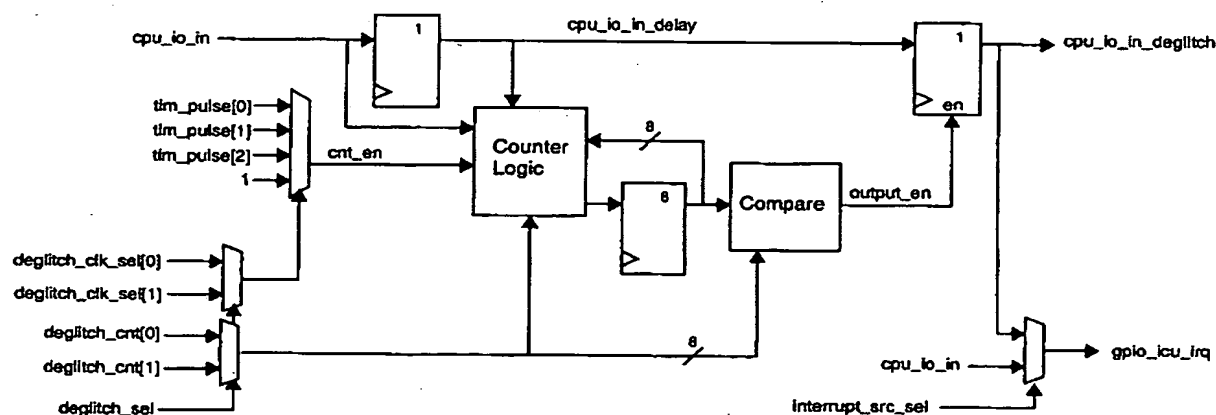 cpu_io_in
1
cpu_io_in_delay
1
cpu_io_in_deglitch
en
tim_pulse[0]
tim_pulse[1]
tim_pulse[2]
1
cnt_en
Counter
Logic
8
8
Compare
output_en
deglitch_clk_sel[0]
deglitch_clk_sel[1]
deglitch_cnt[0]
deglitch_cnt[1]
8
deglitch_sel
cpu_io_in
gpio_icu_irq
interrupt_src_sel